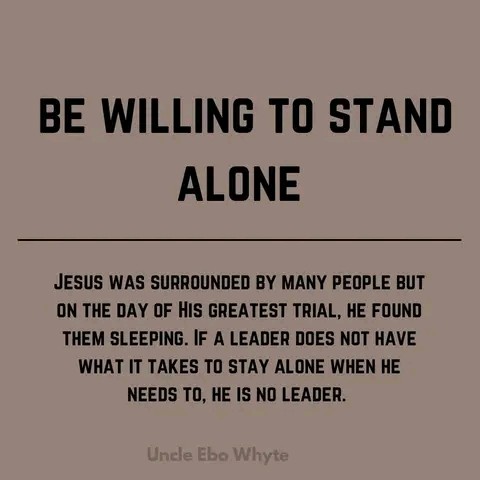 BE WILLING TO STAND
ALONE
JESUS WAS SURROUNDED BY MANY PEOPLE BUT
ON THE DAY OF HIS GREATEST TRIAL, HE FOUND
THEM SLEEPING. IF A LEADER DOES NOT HAVE
WHAT IT TAKES TO STAY ALONE WHEN HE
NEEDS TO, HE IS NO LEADER.
Uncle Ebo Whyte